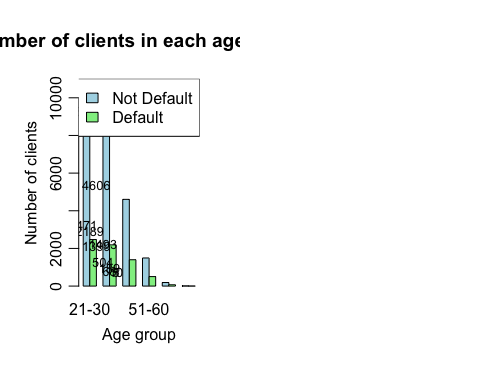 mber of clients in each age
Not Default
Default
Number of clients
10000
6000
2000
0
4606
2189
21-30
51-60
Age group